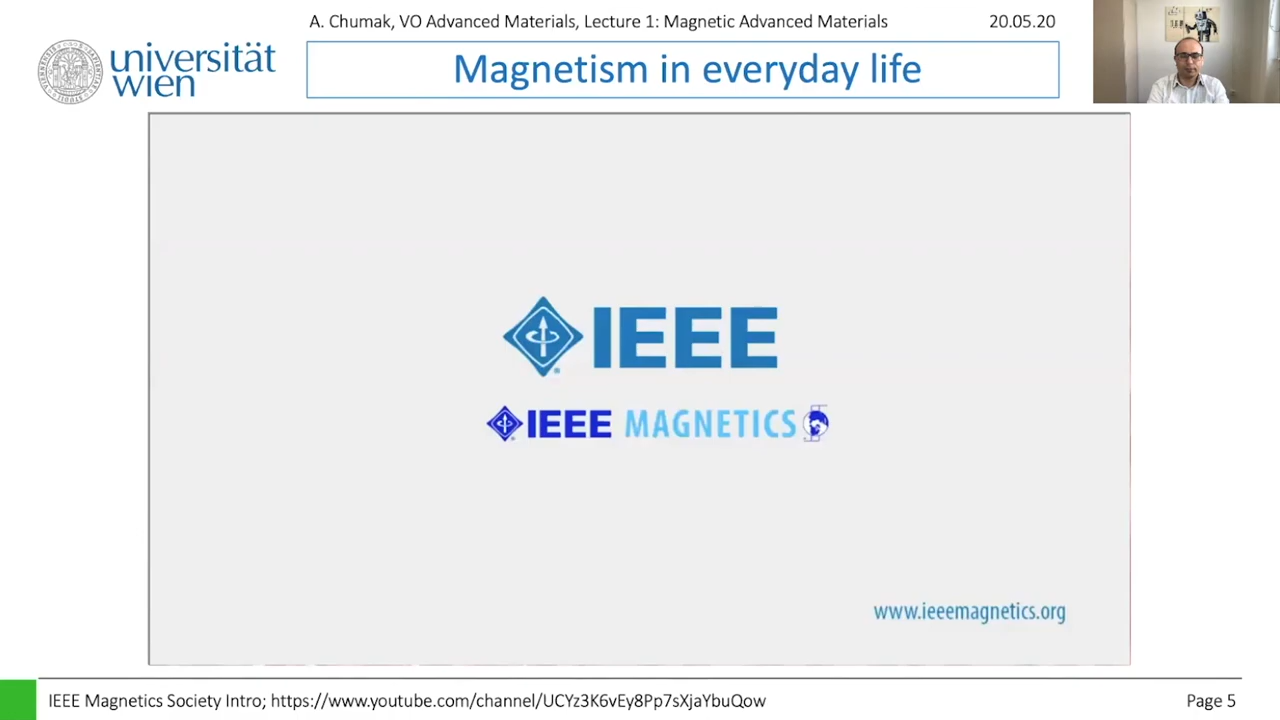 A. Chumak, VO Advanced Materials, Lecture 1: Magnetic Advanced Materials 20.05.20
universität
wien
Magnetism in everyday life
IEEE
IEEE MAGNETICS
www.ieeemagnetics.org
IEEE Magnetics Society Intro; https://www.youtube.com/channel/UCYz3K6vEy8Pp7sXjaYbuQow Page 5